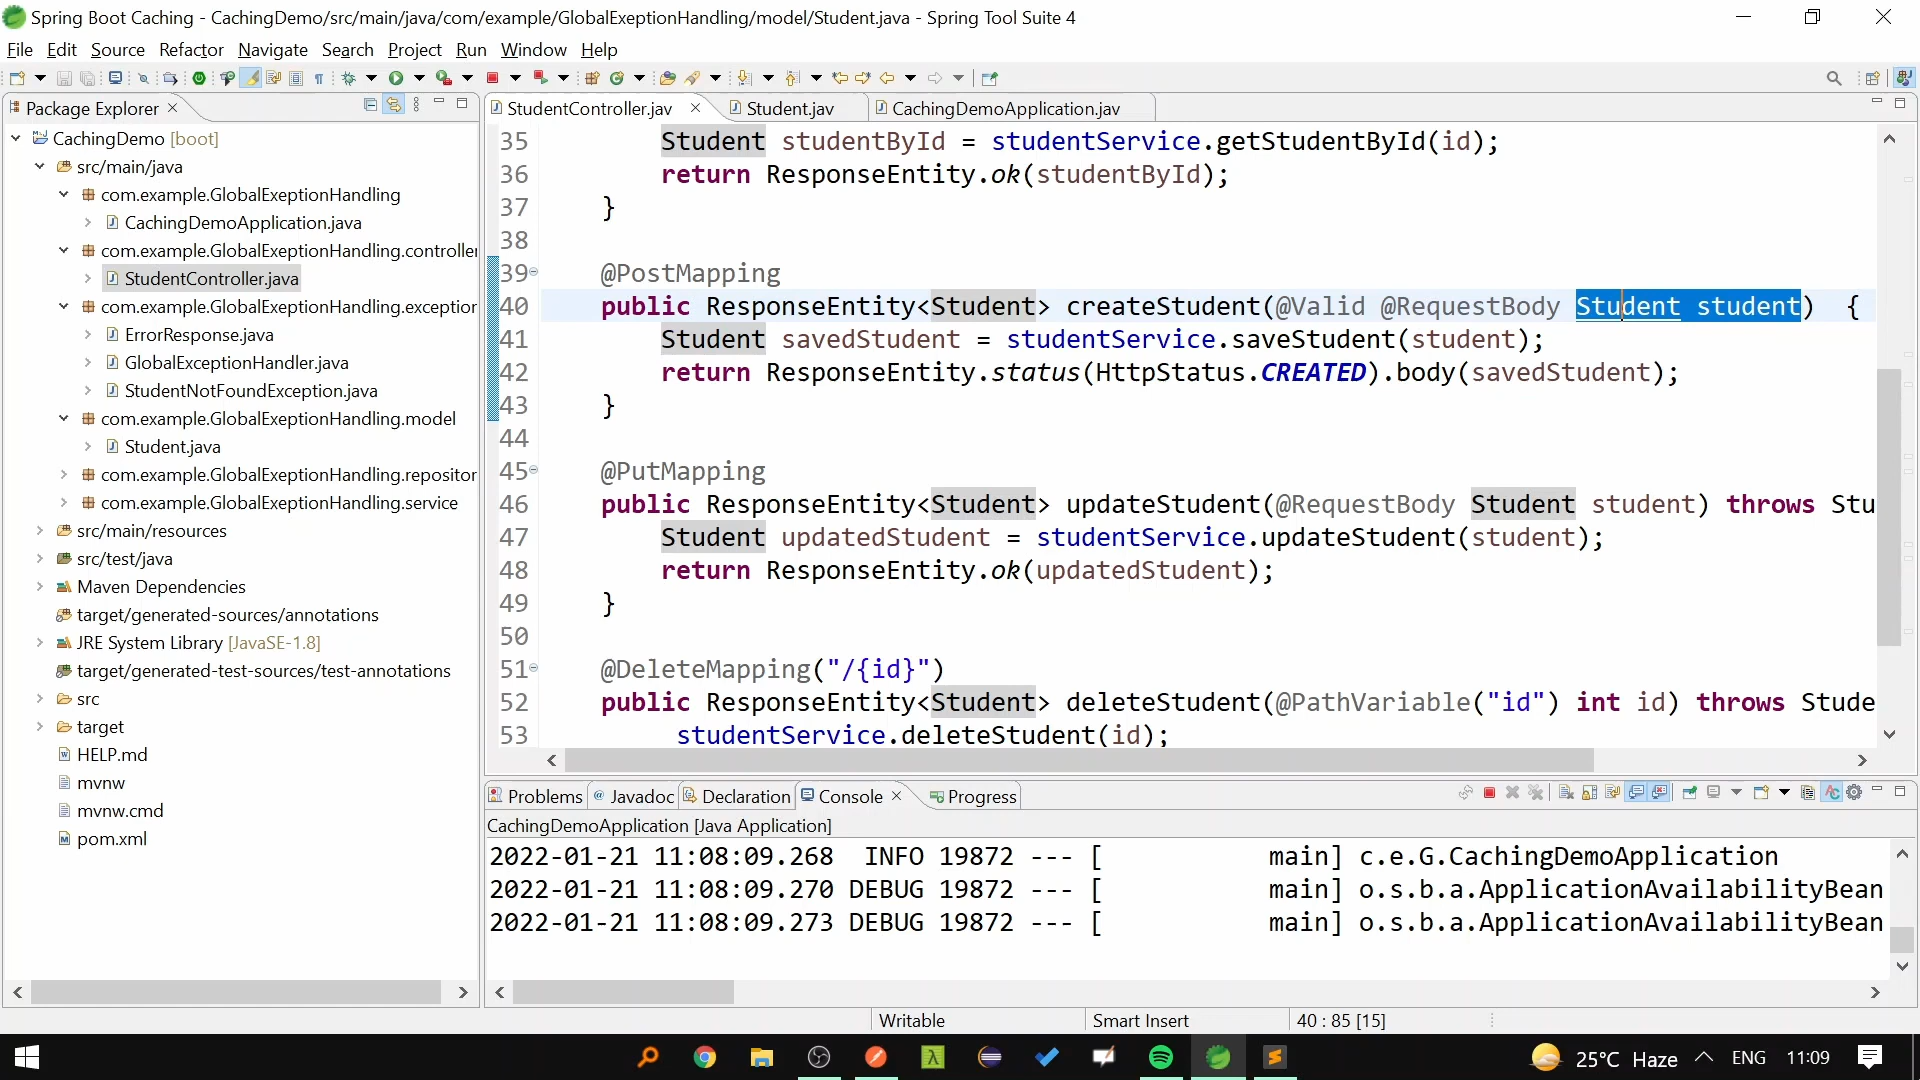 Spring Boot Caching - CachingDemo/src/main/java/com/example/GlobalExeptionHandling/model/Student.java - Spring Tool Suite 4
File Edit Source Refactor Navigate Search Project Run Window Help
Package Explorer
CachingDemo [boot]
src/main/java
com.example.GlobalExeptionHandling
CachingDemoApplication.java
com.example.GlobalExeptionHandling.controller
StudentController.java
com.example.GlobalExeptionHandling.exception
ErrorResponse.java
GlobalExceptionHandler.java
StudentNotFoundException.java
com.example.GlobalExeptionHandling.model
Student.java
com.example.GlobalExeptionHandling.repositor
com.example.GlobalExeptionHandling.service
src/main/resources
src/test/java
Maven Dependencies
target/generated-sources/annotations
JRE System Library [JavaSE-1.8]
target/generated-test-sources/test-annotations
src
target
HELP.md
mvnw
mvnw.cmd
pom.xml
StudentController.java Student.java CachingDemoApplication.java
35 Student studentById = studentService.getStudentById(id);
36 return ResponseEntity.ok(studentById);
37 }
38
39 @PostMapping
40 public ResponseEntity<Student> createStudent(@Valid @RequestBody Student student) {
41 Student savedStudent = studentService.saveStudent(student);
42 return ResponseEntity.status(HttpStatus.CREATED).body(savedStudent);
43 }
44
45 @PutMapping
46 public ResponseEntity<Student> updateStudent(@RequestBody Student student) throws Stu
47 Student updatedStudent = studentService.updateStudent(student);
48 return ResponseEntity.ok(updatedStudent);
49 }
50
51 @DeleteMapping("/{id}")
52 public ResponseEntity<Student> deleteStudent(@PathVariable("id") int id) throws Stude
53 studentService.deleteStudent(id);
Problems @ Javadoc Declaration Console Progress
CachingDemoApplication [Java Application]
2022-01-21 11:08:09.268 INFO 19872 --- [ main] c.e.G.CachingDemoApplication
2022-01-21 11:08:09.270 DEBUG 19872 --- [ main] o.s.b.a.ApplicationAvailabilityBean
2022-01-21 11:08:09.273 DEBUG 19872 --- [ main] o.s.b.a.ApplicationAvailabilityBean
Writable Smart Insert 40 : 85 [15]
25°C Haze ENG 11:09